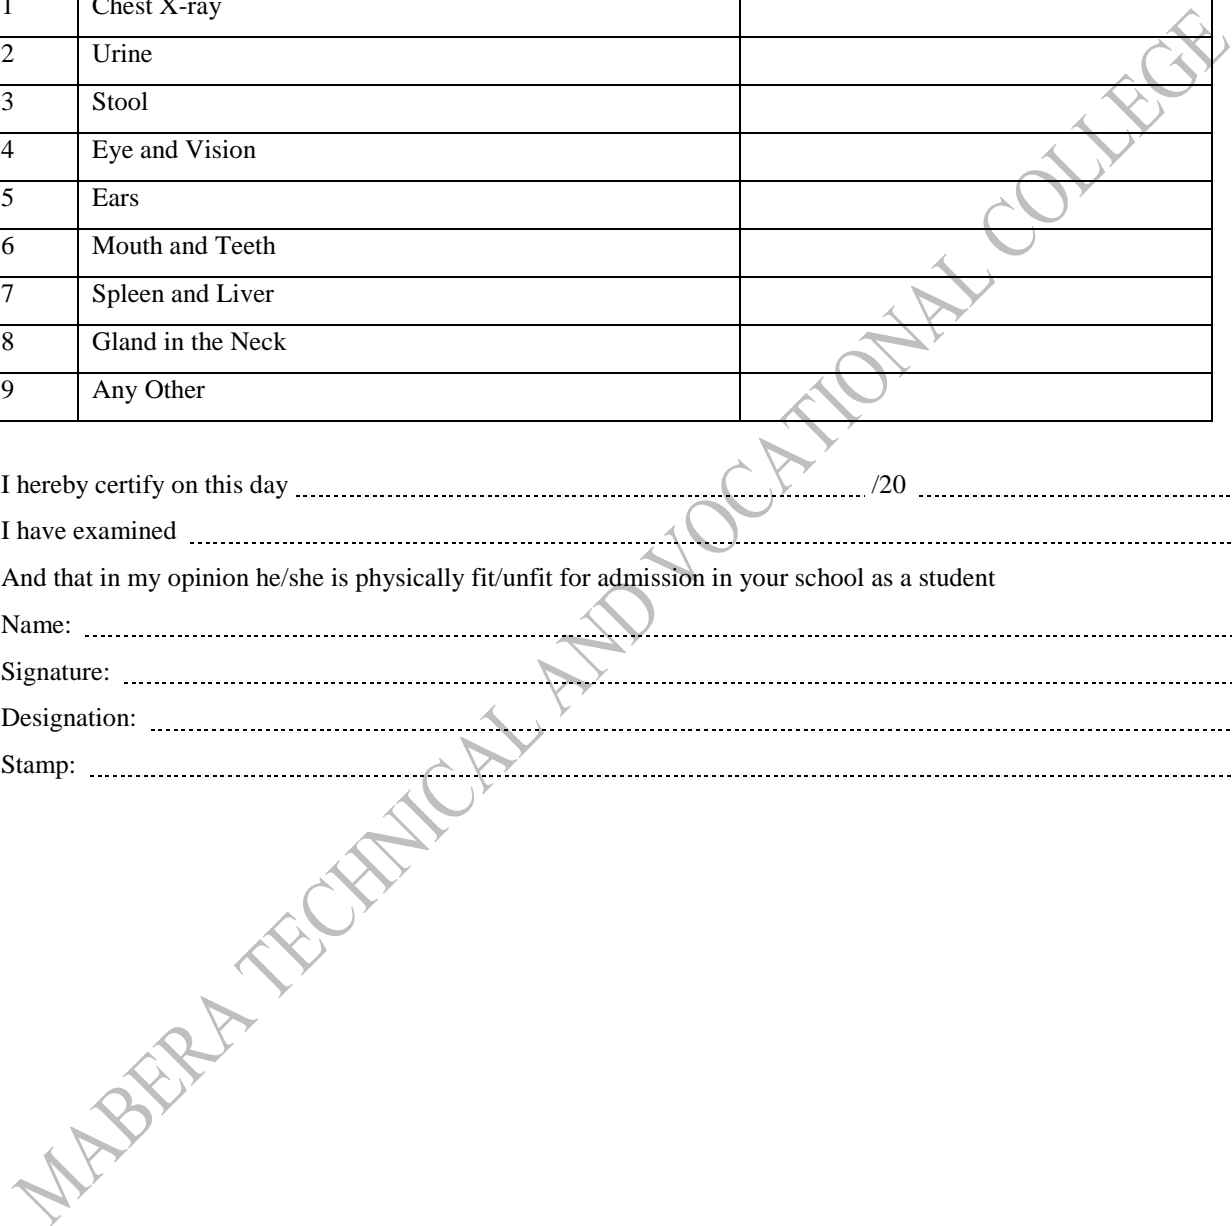 1 Chest X-ray
2 Urine
3 Stool
4 Eye and Vision
5 Ears
6 Mouth and Teeth
7 Spleen and Liver
8 Gland in the Neck
9 Any Other
I hereby certify on this day /20
I have examined
And that in my opinion he/she is physically fit/unfit for admission in your school as a student
Name:
Signature:
Designation:
Stamp:
MABERA TECHNICAL AND VOCATIONAL COLLEGE